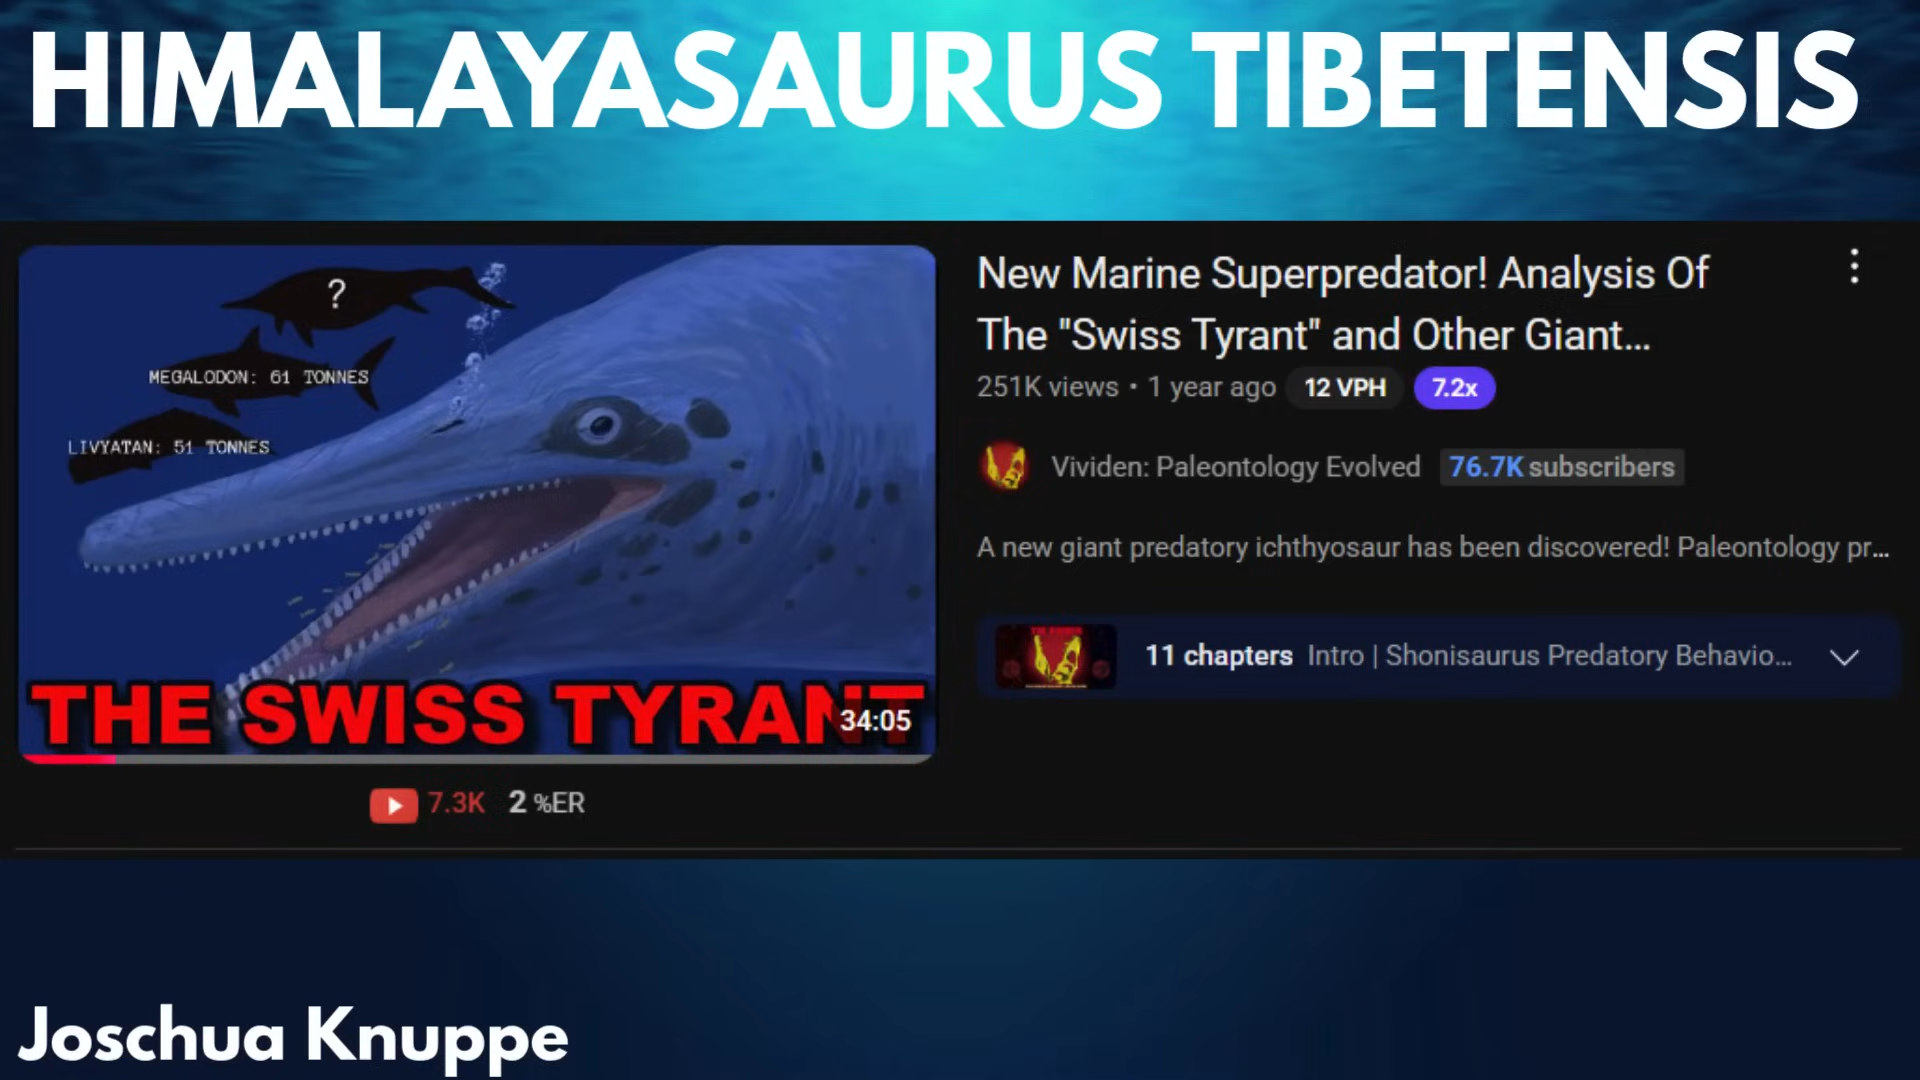 HIMALAYASAURUS TIBETENSIS
?
MEGALODON: 61 TONNES
LIVYATAN: 51 TONNES
THE SWISS TYRANT
34:05
7.3K 2 %ER
New Marine Superpredator! Analysis Of
The "Swiss Tyrant" and Other Giant...
251K views • 1 year ago 12 VPH 7.2x
Vividen: Paleontology Evolved 76.7K subscribers
A new giant predatory ichthyosaur has been discovered! Paleontology pr...
11 chapters Intro | Shonisaurus Predatory Behavio...
Joschua Knuppe